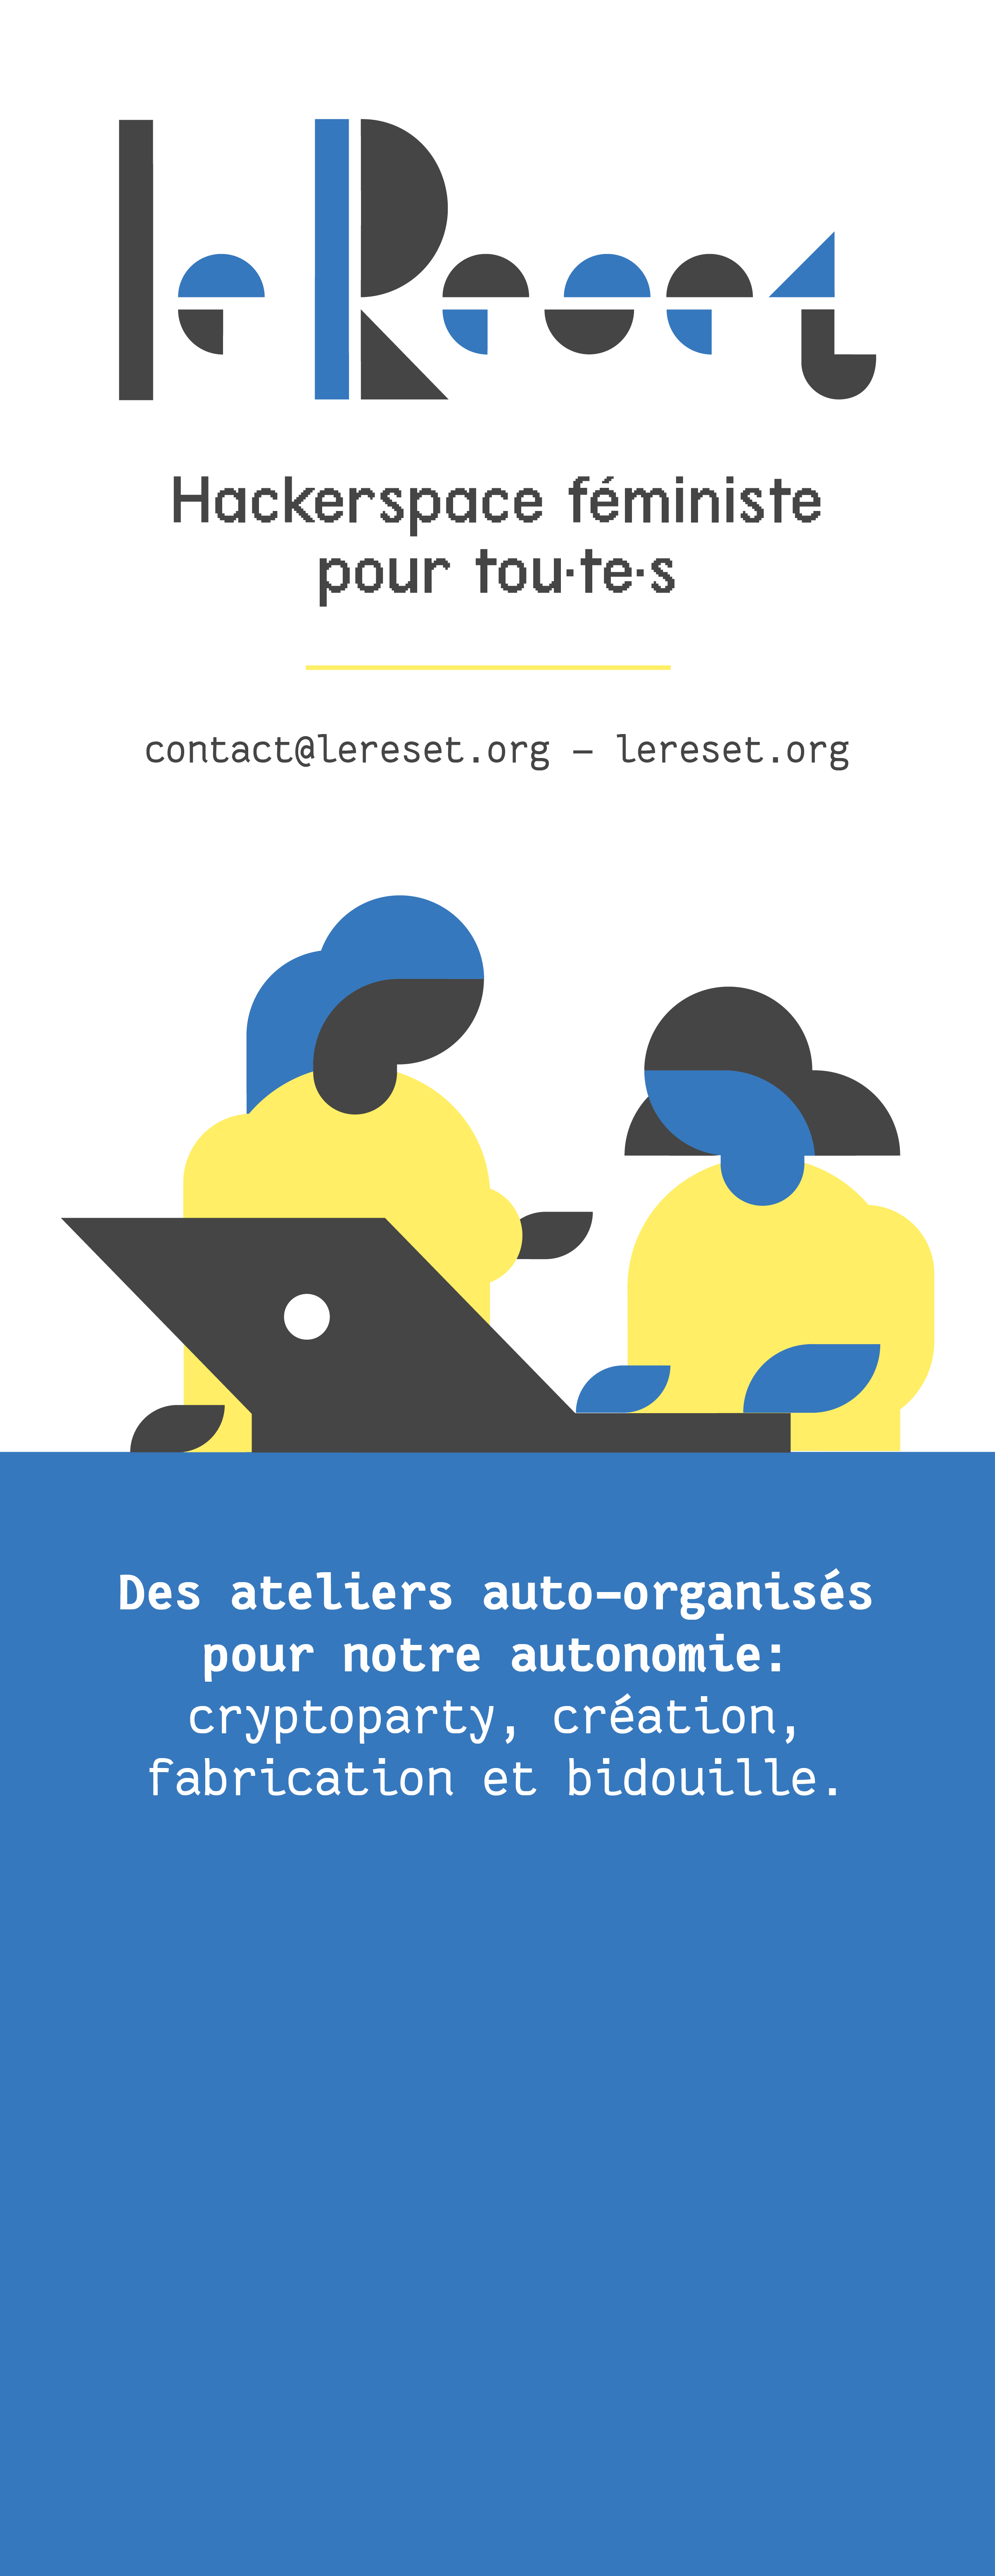 le Reset
Hackerspace féministe
pour tou·te·s
contact@lereset.org – lereset.org
Des ateliers auto-organisés
pour notre autonomie:
cryptoparty, création,
fabrication et bidouille.